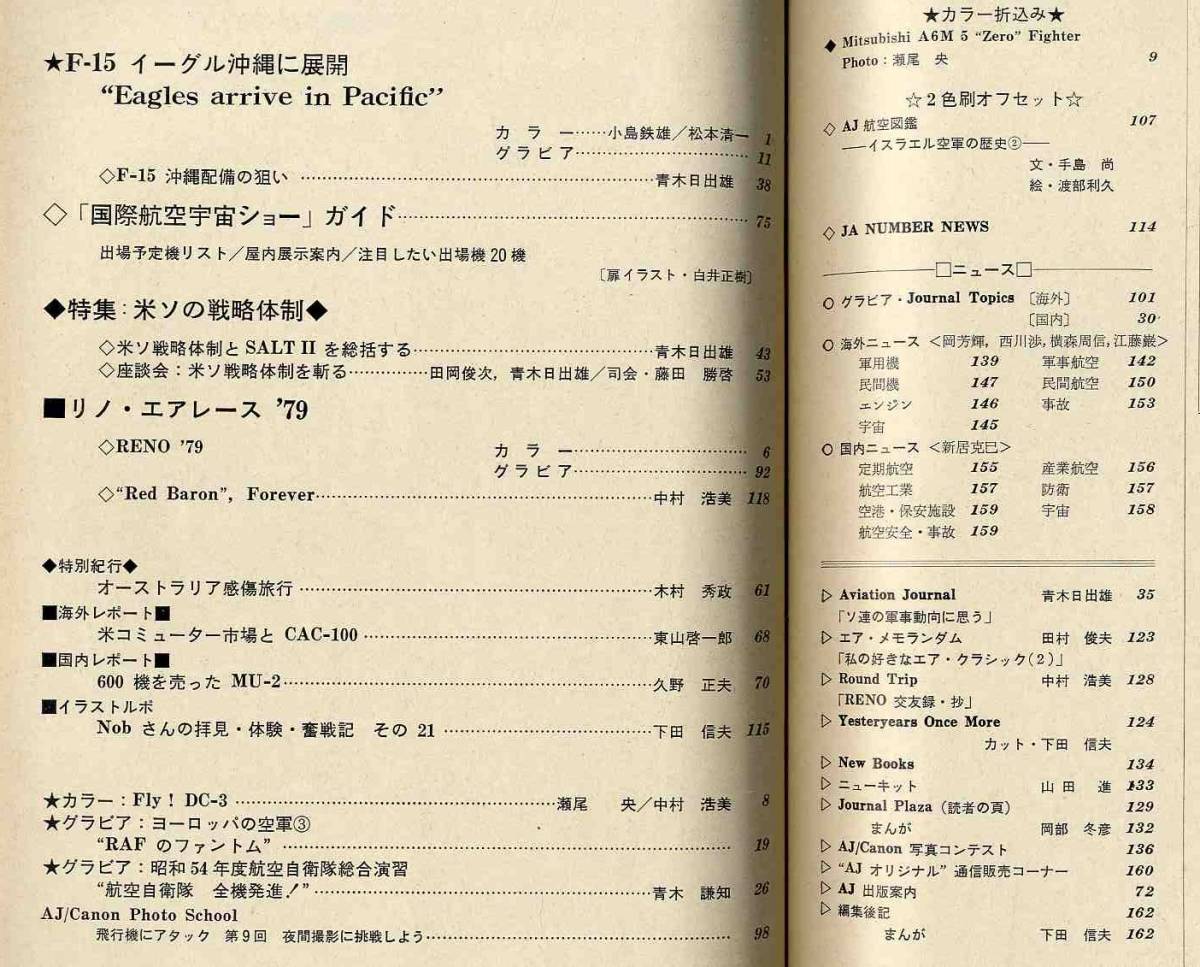 ★F-15 イーグル沖縄に展開
“Eagles arrive in Pacific”
カラー……小島鉄雄／松本清一 1
グラビア…………………………… 11
◇F-15 沖縄配備の狙い ……………………………………青木日出雄 38
◇「国際航空宇宙ショー」ガイド…………………………………… 75
出場予定機リスト／屋内展示案内／注目したい出場機20機
〔扉イラスト・白井正樹〕
◆特集：米ソの戦略体制◆
◇米ソ戦略体制と SALT II を総括する……………………青木日出雄 43
◇座談会：米ソ戦略体制を斬る…………田岡俊次，青木日出雄／司会・藤田 勝啓 53
■リノ・エアレース ’79
◇RENO ’79 カラー…………………………… 6
グラビア…………………………… 92
◇“Red Baron”, Forever……………………………………中村 浩美 118
◆特別紀行◆
オーストラリア感傷旅行 ……………………………………木村 秀政 61
■海外レポート■
米コミューター市場と CAC-100 ……………………………東山啓一郎 68
■国内レポート■
600 機を売った MU-2………………………………………久野 正夫 70
■イラストルポ
Nob さんの拝見・体験・奮戦記 その 21 …………………下田 信夫 115
★カラー：Fly！ DC-3 …………………………………瀬尾 央／中村 浩美 8
★グラビア：ヨーロッパの空軍③
“RAF のファントム” ………………………………………………… 19
★グラビア：昭和 54 年度航空自衛隊総合演習
“航空自衛隊 全機発進！”……………………………………青木 謙知 26
AJ/Canon Photo School
飛行機にアタック 第9回 夜間撮影に挑戦しよう……………………………… 98
★カラー折込み★
◆ Mitsubishi A6M 5 “Zero” Fighter
Photo：瀬尾 央 9
☆2色刷オフセット☆
◇ AJ 航空図鑑 107
――イスラエル空軍の歴史②――
文・手島 尚
絵・渡部利久
◇ JA NUMBER NEWS 114
□ニュース□
○ グラビア・Journal Topics 〔海外〕 101
〔国内〕 30
○ 海外ニュース ＜岡芳輝，西川渉，横森周信，江藤巌＞
軍用機 139 軍事航空 142
民間機 147 民間航空 150
エンジン 146 事故 153
宇宙 145
○ 国内ニュース ＜新居克巳＞
定期航空 155 産業航空 156
航空工業 157 防衛 157
空港・保安施設 159 宇宙 158
航空安全・事故 159
▷ Aviation Journal 青木日出雄 35
「ソ連の軍事動向に思う」
▷ エア・メモランダム 田村 俊夫 123
「私の好きなエア・クラシック(2)」
▷ Round Trip 中村 浩美 128
「RENO 交友録・抄」
▷ Yesteryears Once More 124
カット・下田 信夫
▷ New Books 134
▷ ニューキット 山田 進 133
▷ Journal Plaza（読者の頁） 129
まんが 岡部 冬彦 132
▷ AJ/Canon 写真コンテスト 136
▷ “AJ オリジナル” 通信販売コーナー 160
▷ AJ 出版案内 72
▷ 編集後記 162
まんが 下田 信夫 162